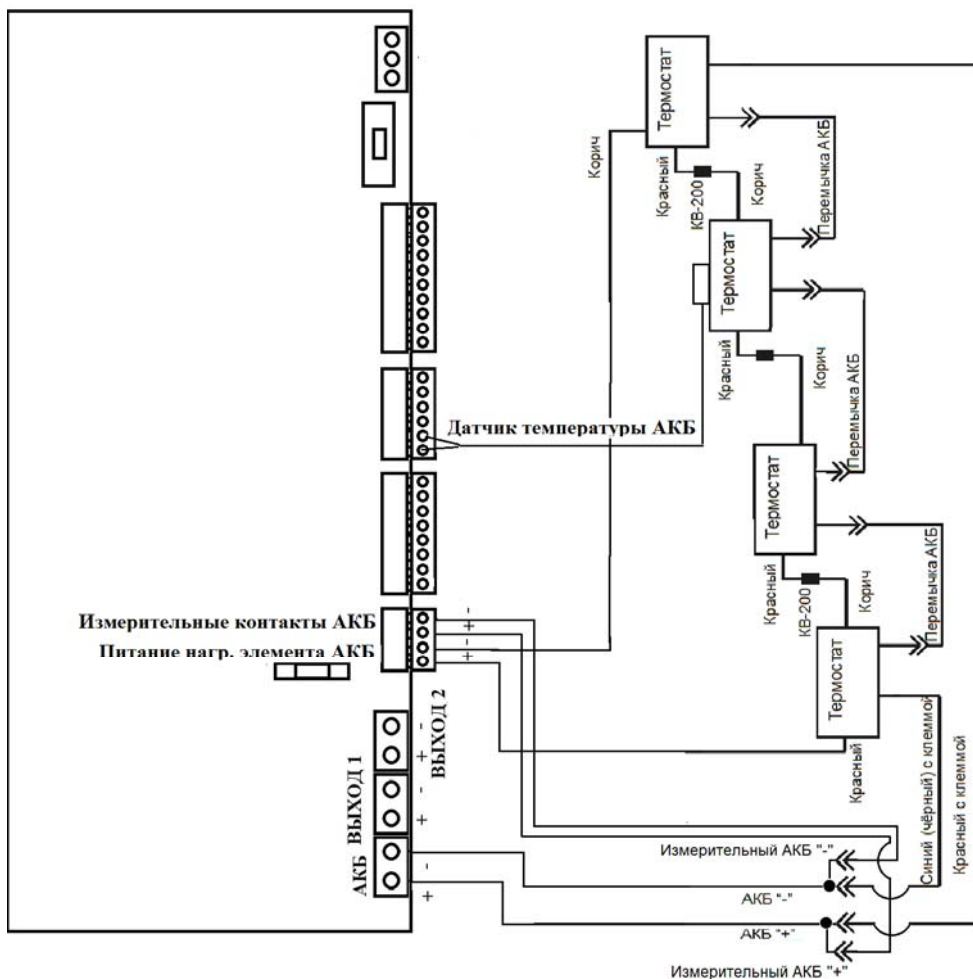 Термостат
Корич
Красный
КВ-200
Корич
Перемычка АКБ
Термостат
Красный
Корич
Перемычка АКБ
Датчик температуры АКБ
Термостат
Красный
КВ-200
Корич
Перемычка АКБ
Измерительные контакты АКБ
- +
Питание нагр. элемента АКБ
- +
Термостат
Красный
ВЫХОД 2
- +
ВЫХОД 1
- +
АКБ
- +
Синий (чёрный) с клеммой
Красный с клеммой
Измерительный АКБ "-"
АКБ "-"
АКБ "+"
Измерительный АКБ "+"